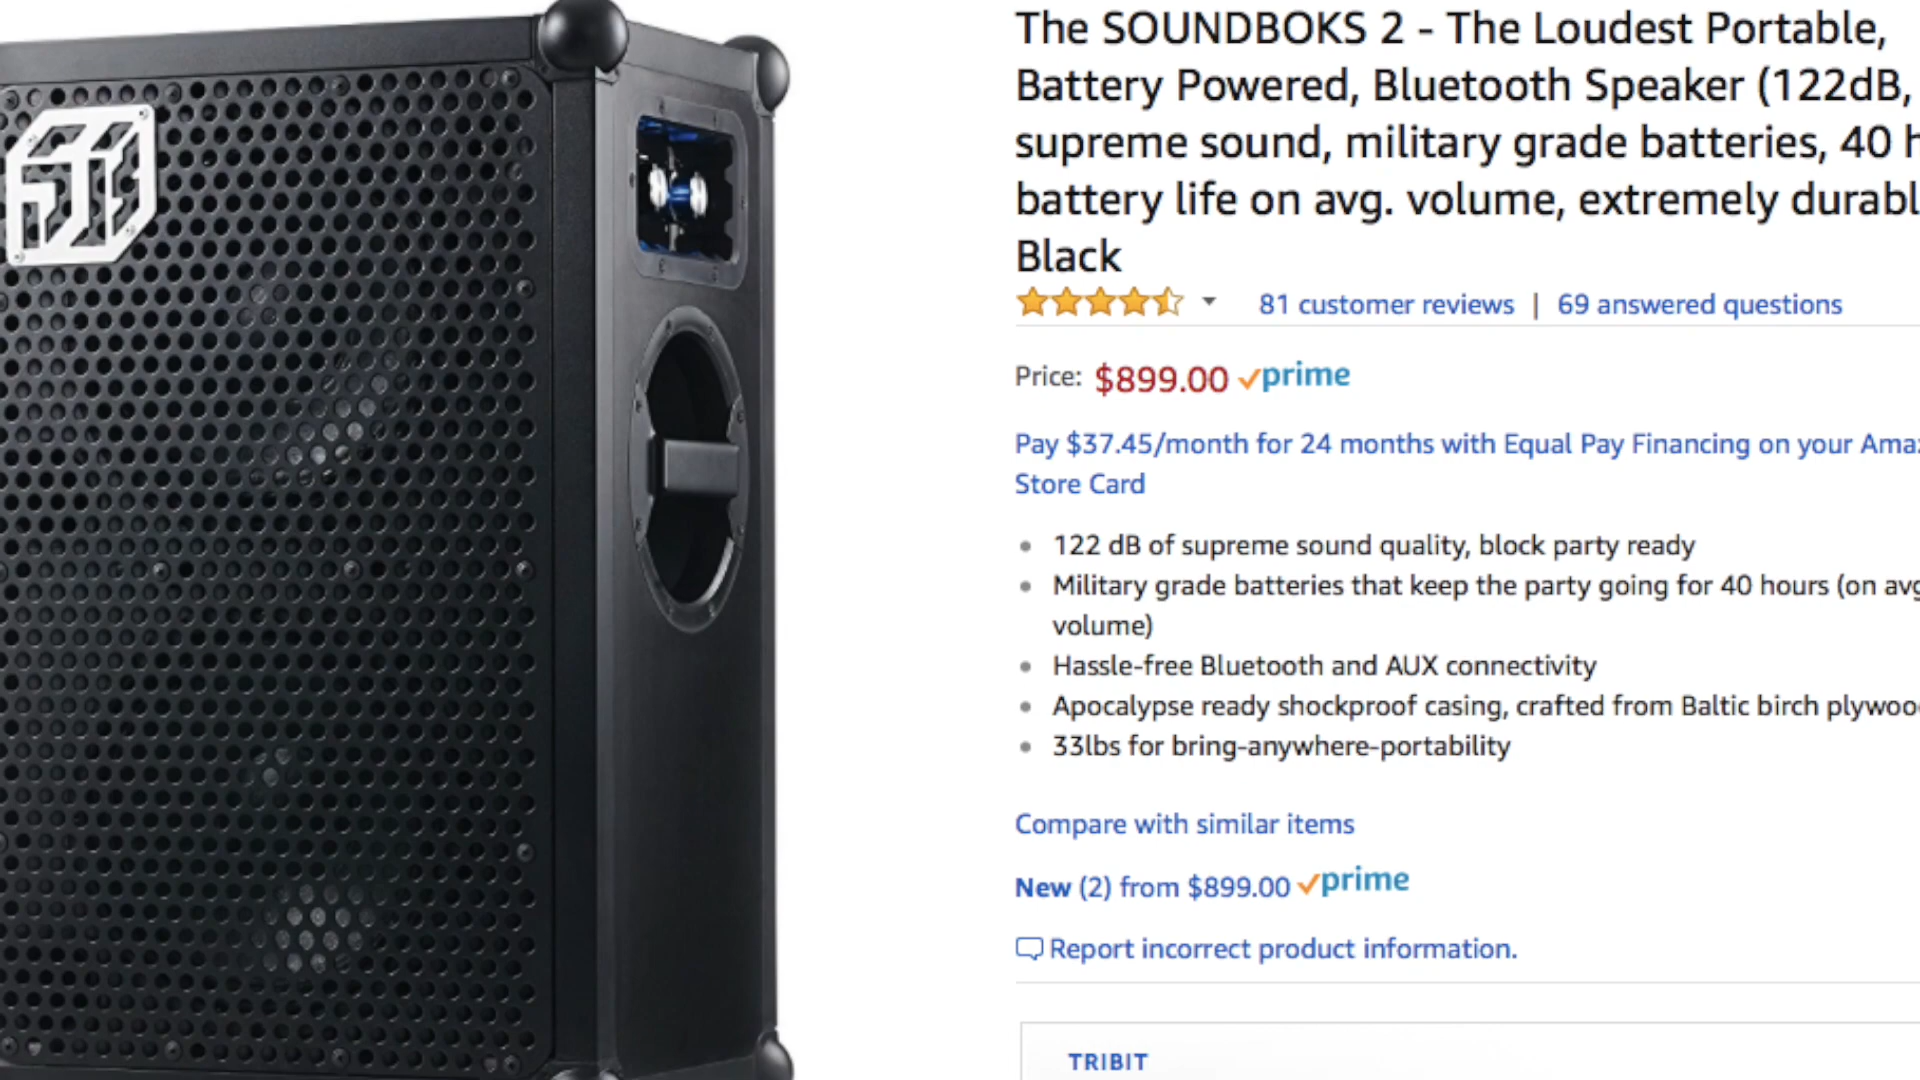 The SOUNDBOKS 2 - The Loudest Portable,
Battery Powered, Bluetooth Speaker (122dB,
supreme sound, military grade batteries, 40
battery life on avg. volume, extremely
Black
81 customer reviews | 69 answered questions
Price: $899.00 prime
Pay $37.45/month for 24 months with Equal Pay Financing on your
Store Card
122 dB of supreme sound quality, block party ready
Military grade batteries that keep the party going for 40 hours (on
volume)
Hassle-free Bluetooth and AUX connectivity
Apocalypse ready shockproof casing, crafted from Baltic birch
33lbs for bring-anywhere-portability
Compare with similar items
New (2) from $899.00 prime
Report incorrect product information.
TRIBIT